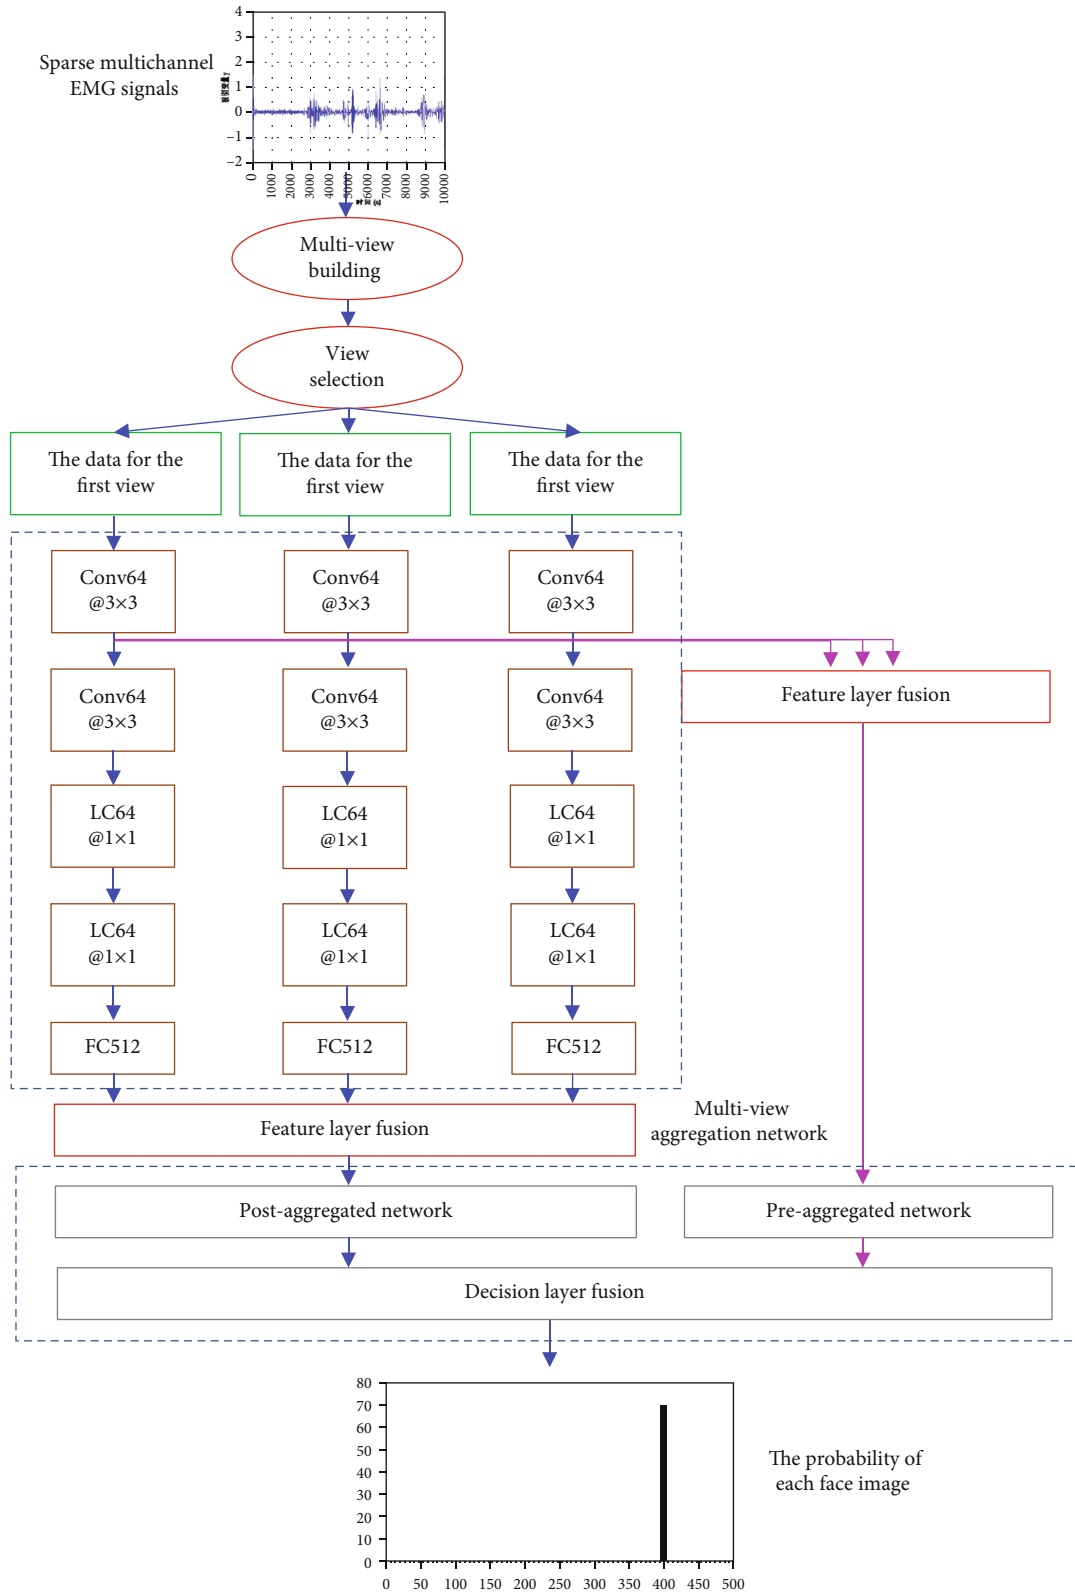 Sparse multichannel
EMG signals
4
3
2
1
0
−1
−2
0
1000
2000
3000
4000
5000
6000
7000
8000
9000
10000
Multi-view
building
View
selection
The data for the
first view
The data for the
first view
The data for the
first view
Conv64
@3×3
Conv64
@3×3
Conv64
@3×3
Conv64
@3×3
Conv64
@3×3
Conv64
@3×3
Feature layer fusion
LC64
@1×1
LC64
@1×1
LC64
@1×1
LC64
@1×1
LC64
@1×1
LC64
@1×1
FC512
FC512
FC512
Feature layer fusion
Multi-view
aggregation network
Post-aggregated network
Pre-aggregated network
Decision layer fusion
80
70
60
50
40
30
20
10
0
0
50
100
150
200
250
300
350
400
450
500
The probability of
each face image